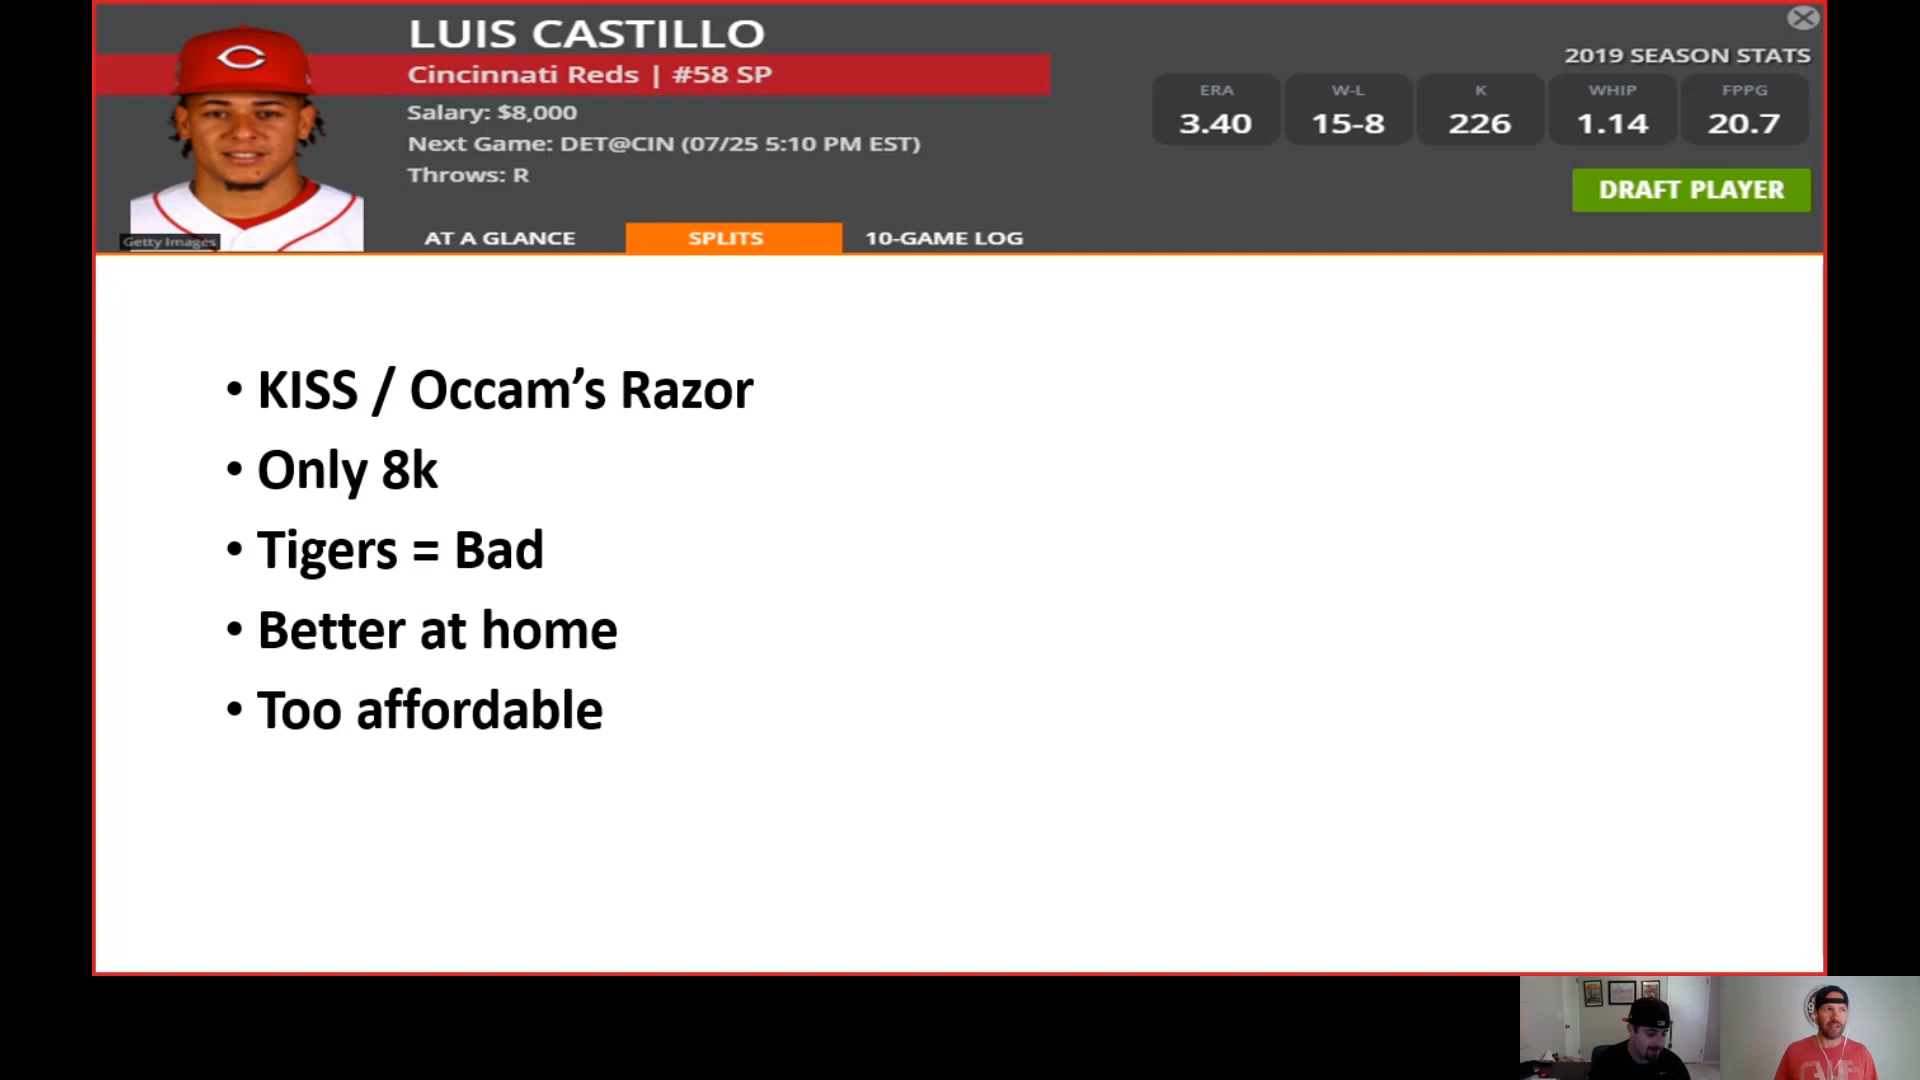 LUIS CASTILLO
Cincinnati Reds | #58 SP
Salary: $8,000
Next Game: DET@CIN (07/25 5:10 PM EST)
Throws: R
2019 SEASON STATS
ERA W-L K WHIP FPPG
3.40 15-8 226 1.14 20.7
DRAFT PLAYER
Getty Images
AT A GLANCE SPLITS 10-GAME LOG
• KISS / Occam’s Razor
• Only 8k
• Tigers = Bad
• Better at home
• Too affordable